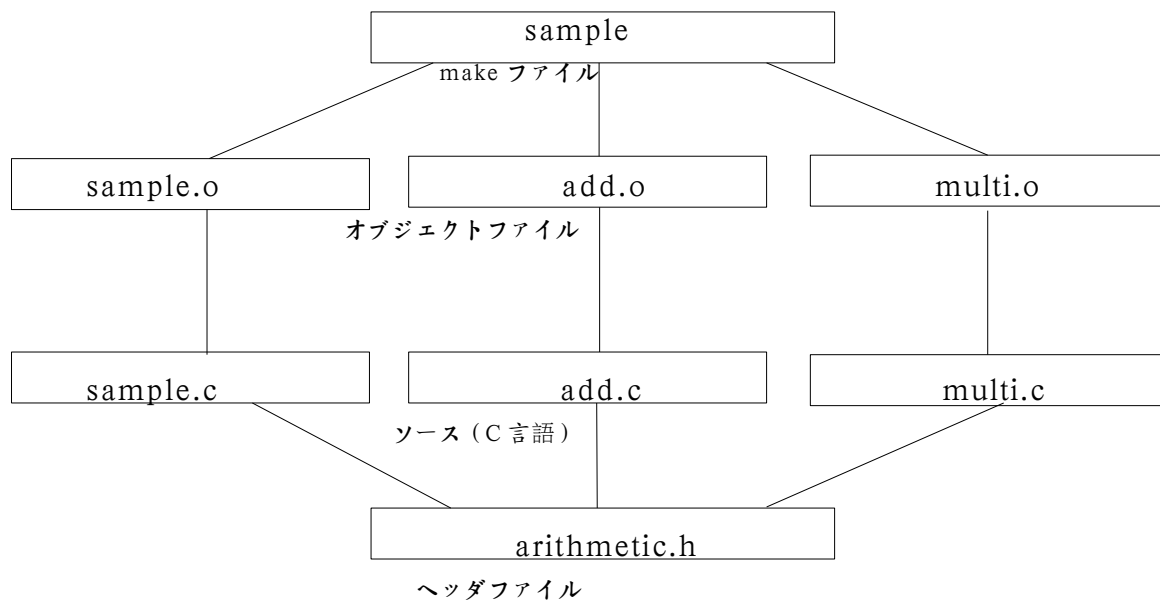 sample
make ファイル
sample.o
add.o
multi.o
オブジェクトファイル
sample.c
add.c
multi.c
ソース (C 言語)
arithmetic.h
ヘッダファイル